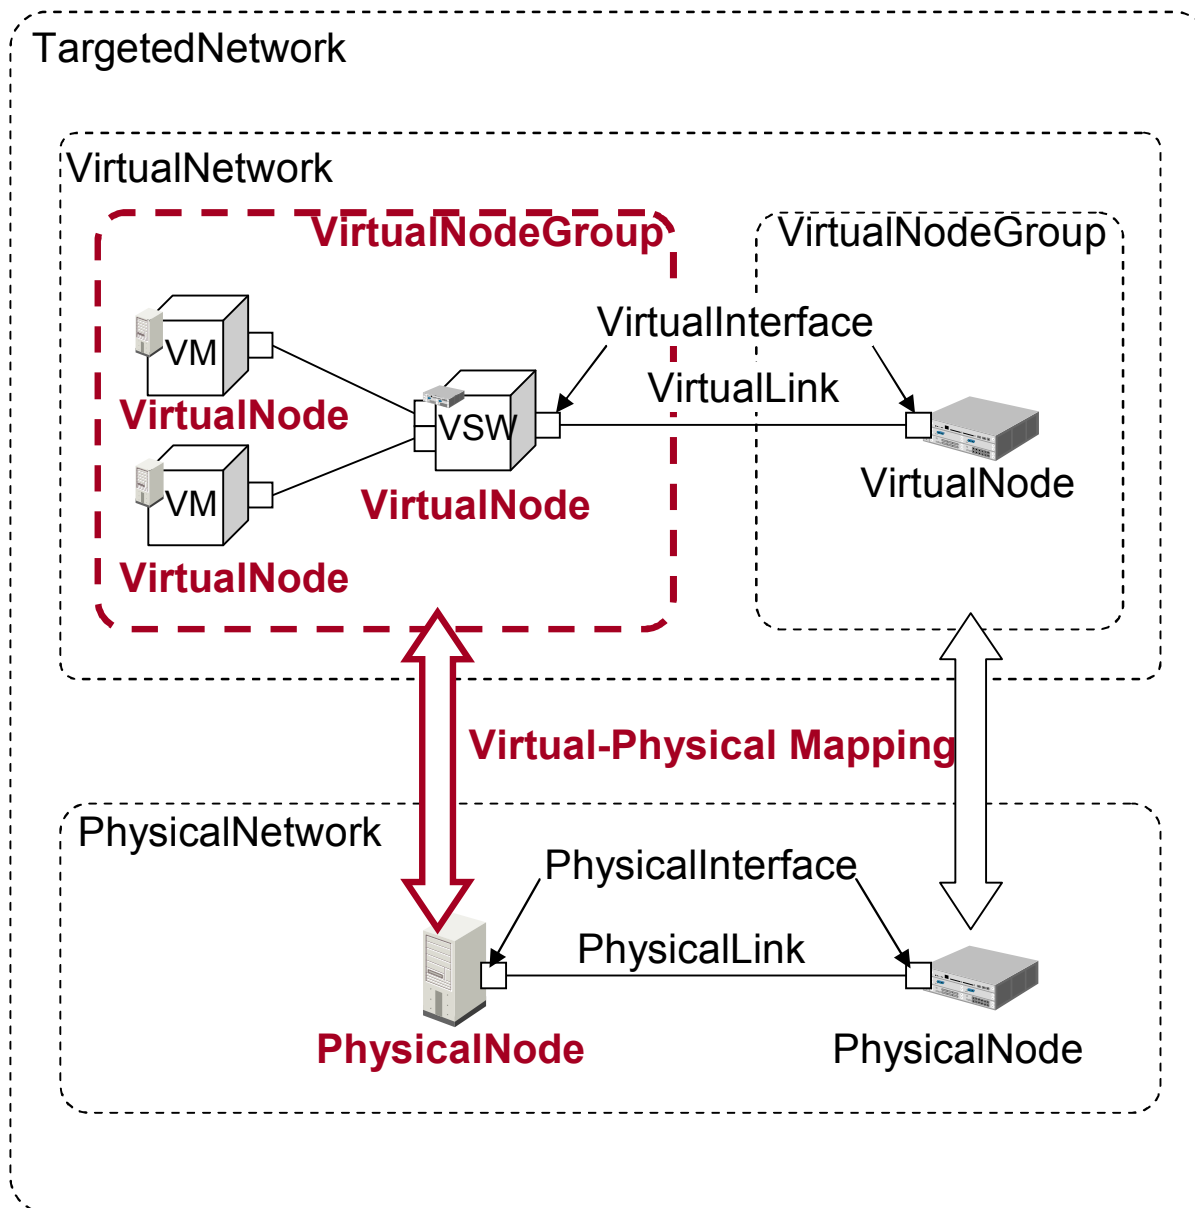 TargetedNetwork
VirtualNetwork
VirtualNodeGroup
VirtualNodeGroup
VirtualInterface
VM
VirtualLink
VirtualNode
VSW
VirtualNode
VirtualNode
VM
VirtualNode
Virtual-Physical Mapping
PhysicalNetwork
PhysicalInterface
PhysicalLink
PhysicalNode
PhysicalNode